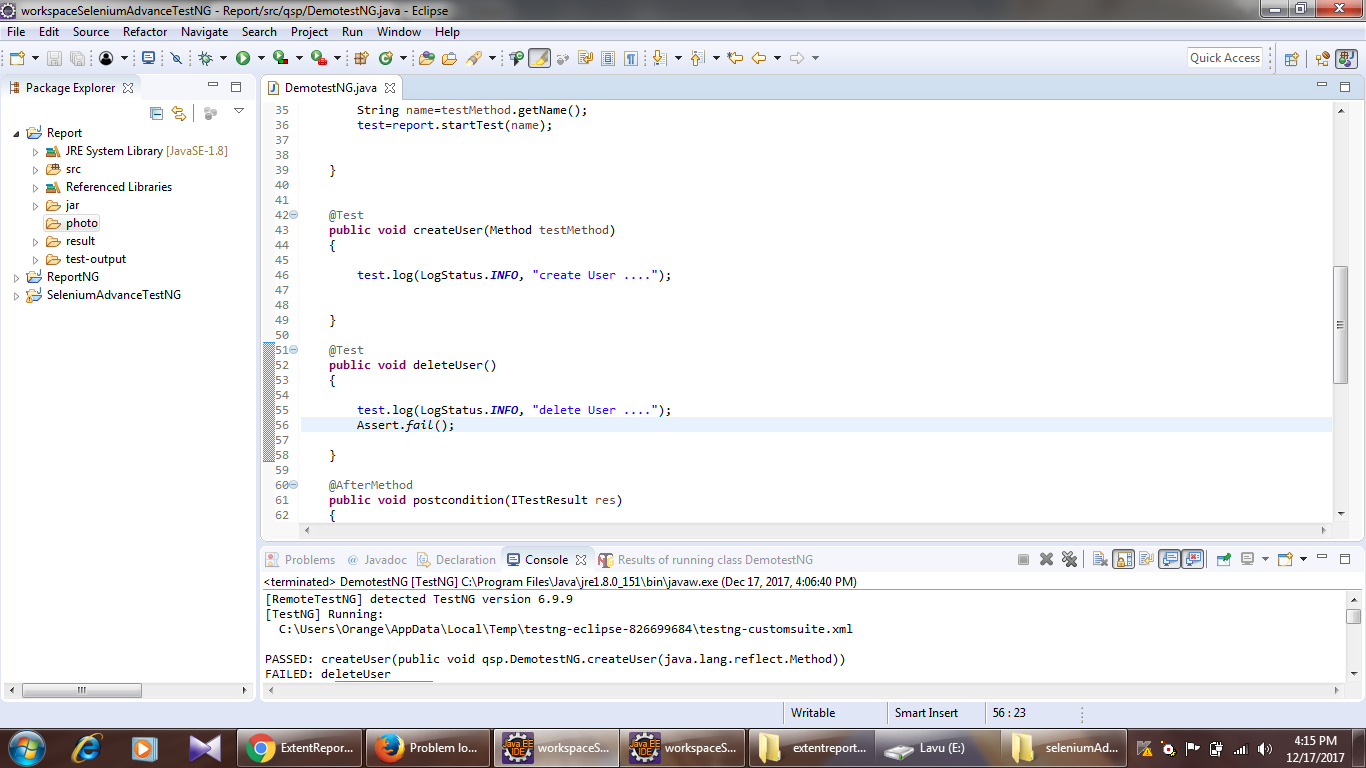 workspaceSeleniumAdvanceTestNG - Report/src/qsp/DemotestNG.java - Eclipse
File Edit Source Refactor Navigate Search Project Run Window Help
Quick Access
Package Explorer
DemotestNG.java
Report
JRE System Library [JavaSE-1.8]
src
Referenced Libraries
jar
photo
result
test-output
ReportNG
SeleniumAdvanceTestNG
35 String name=testMethod.getName();
36 test=report.startTest(name);
37
38
39 }
40
41
42 @Test
43 public void createUser(Method testMethod)
44 {
45
46 test.log(LogStatus.INFO, "create User ....");
47
48
49 }
50
51 @Test
52 public void deleteUser()
53 {
54
55 test.log(LogStatus.INFO, "delete User ....");
56 Assert.fail();
57
58 }
59
60 @AfterMethod
61 public void postcondition(ITestResult res)
62 {
Problems @ Javadoc Declaration Console Results of running class DemotestNG
<terminated> DemotestNG [TestNG] C:\Program Files\Java\jre1.8.0_151\bin\javaw.exe (Dec 17, 2017, 4:06:40 PM)
[RemoteTestNG] detected TestNG version 6.9.9
[TestNG] Running:
C:\Users\Orange\AppData\Local\Temp\testng-eclipse-826699684\testng-customsuite.xml
PASSED: createUser(public void qsp.DemotestNG.createUser(java.lang.reflect.Method))
FAILED: deleteUser
Writable Smart Insert 56 : 23
ExtentRepor... Problem lo... Java EE IDE workspaceS... Java EE IDE workspaceS... extentreport... Lavu (E:) seleniumAd...
4:15 PM
12/17/2017